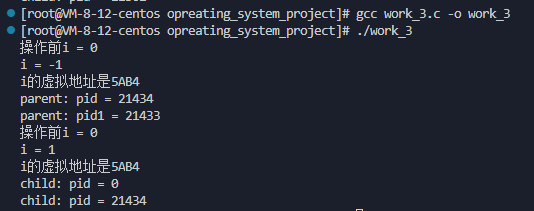 [root@VM-8-12-centos opreating_system_project]# gcc work_3.c -o work_3
[root@VM-8-12-centos opreating_system_project]# ./work_3
操作前i = 0
i = -1
i的虚拟地址是5AB4
parent: pid = 21434
parent: pid1 = 21433
操作前i = 0
i = 1
i的虚拟地址是5AB4
child: pid = 0
child: pid = 21434